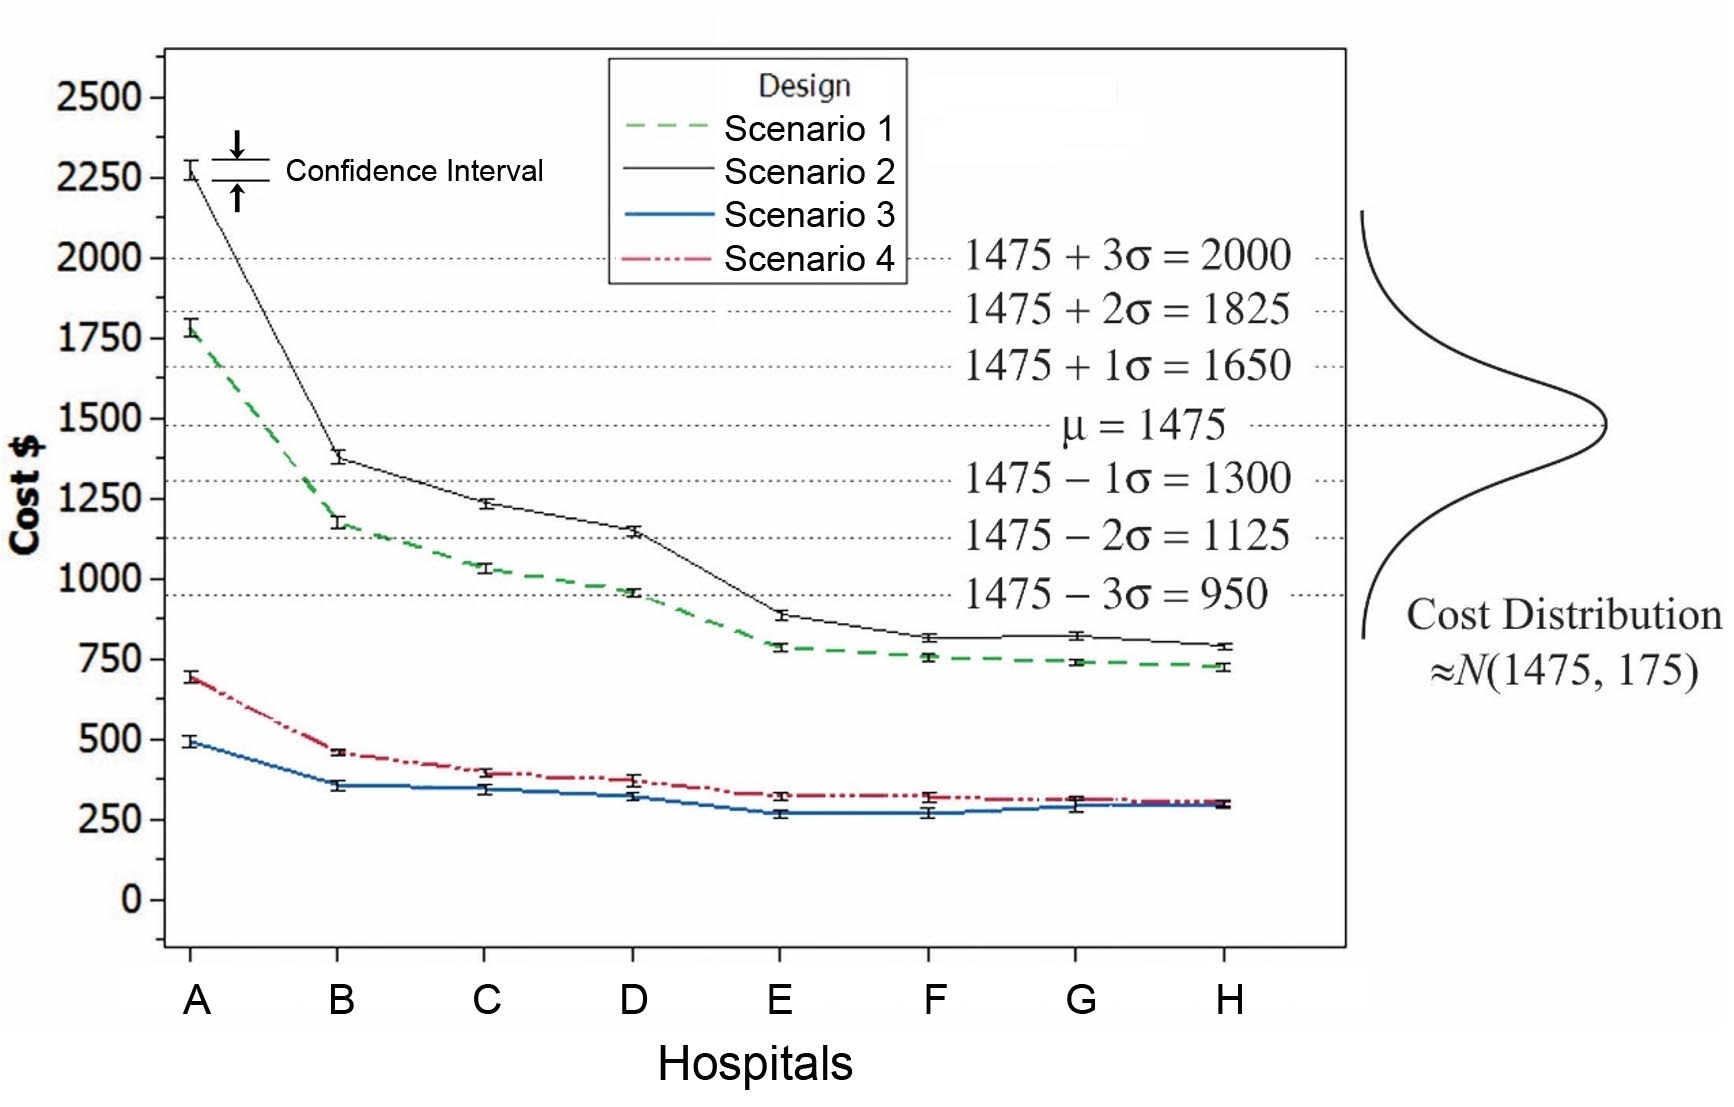 Design
Scenario 1
Scenario 2
Scenario 3
Scenario 4
2500
2250
2000
1750
1500
1250
1000
750
500
250
0
Cost $
Confidence Interval
1475 + 3σ = 2000
1475 + 2σ = 1825
1475 + 1σ = 1650
μ = 1475
1475 − 1σ = 1300
1475 − 2σ = 1125
1475 − 3σ = 950
Cost Distribution
≈N(1475, 175)
A B C D E F G H
Hospitals